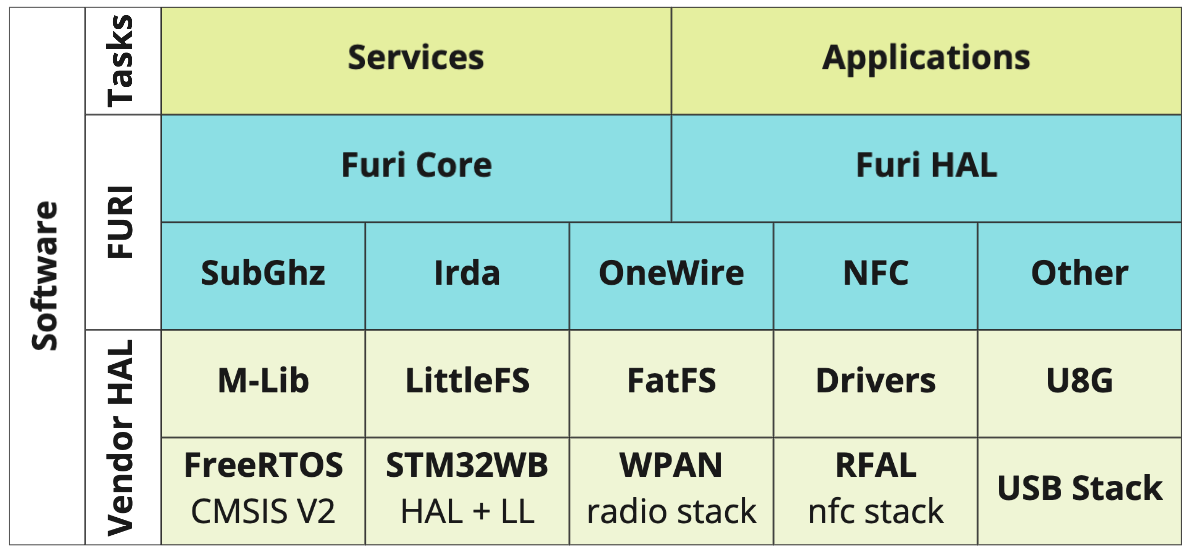 Software
Tasks
Services
Applications
FURI
Furi Core
Furi HAL
SubGhz
Irda
OneWire
NFC
Other
Vendor HAL
M-Lib
LittleFS
FatFS
Drivers
U8G
FreeRTOS
CMSIS V2
STM32WB
HAL + LL
WPAN
radio stack
RFAL
nfc stack
USB Stack